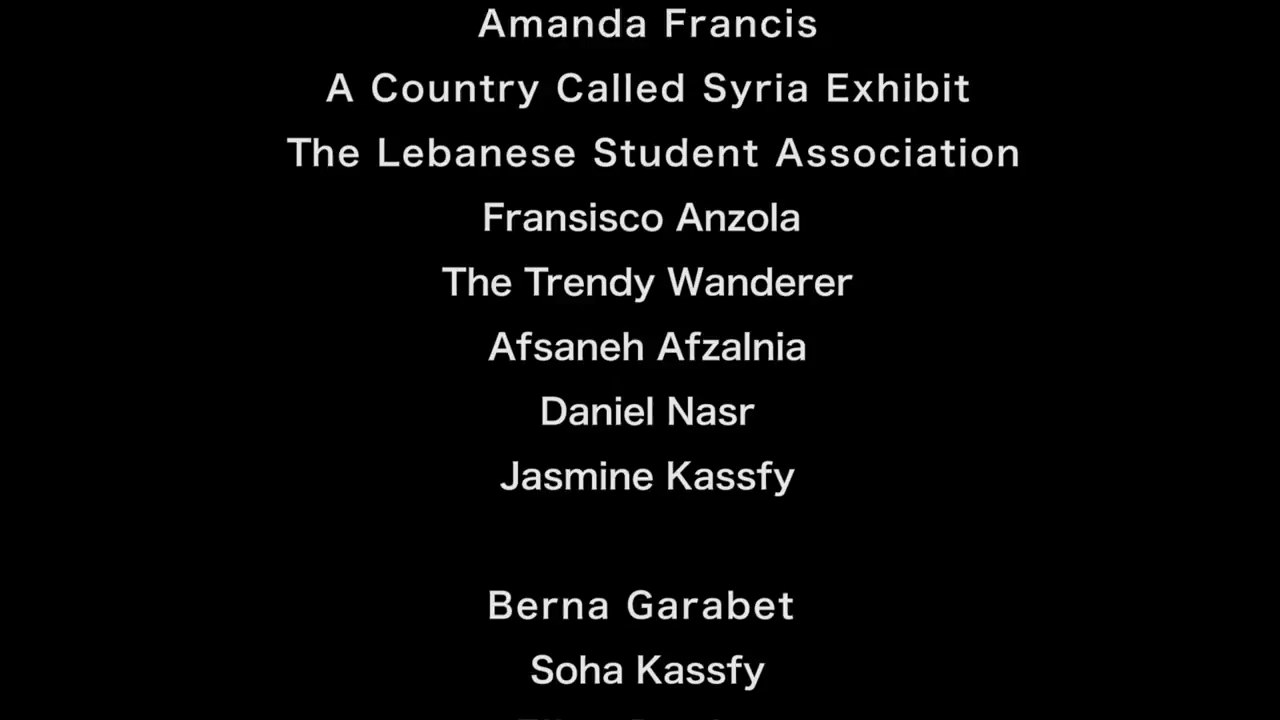 Amanda Francis
A Country Called Syria Exhibit
The Lebanese Student Association
Fransisco Anzola
The Trendy Wanderer
Afsaneh Afzalnia
Daniel Nasr
Jasmine Kassfy
Berna Garabet
Soha Kassfy